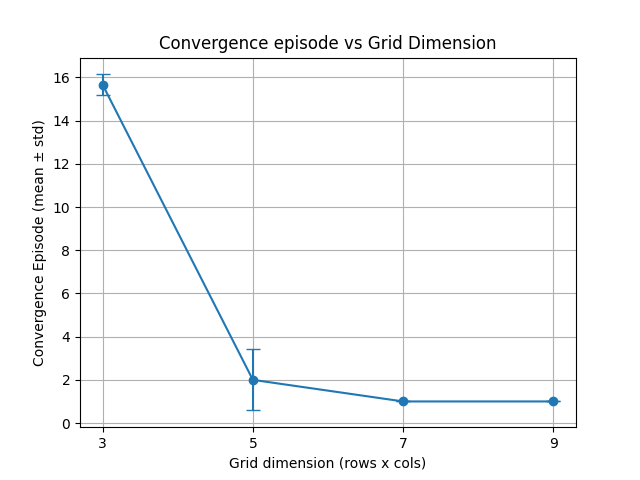 Convergence episode vs Grid Dimension
Convergence Episode (mean ± std)
16
14
12
10
8
6
4
2
0
3 5 7 9
Grid dimension (rows x cols)